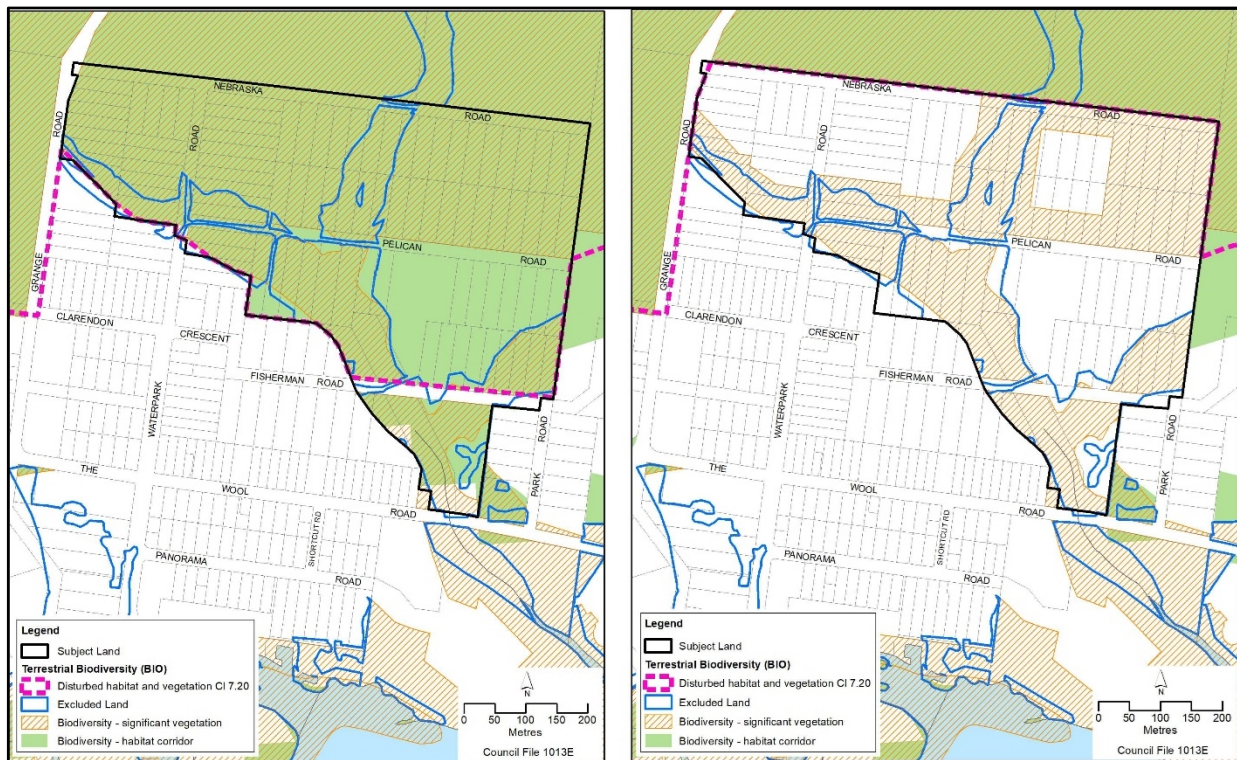 NEBRASKA
ROAD
ROAD
ROAD
PELICAN
ROAD
GRANGE
CLARENDON
CRESCENT
FISHERMAN ROAD
WATERPARK
ROAD
THE
WOOL
ROAD
PARK
SHORTCUT RD
PANORAMA
ROAD
Legend
Subject Land
Terrestrial Biodiversity (BIO)
Disturbed habitat and vegetation Cl 7.20
Excluded Land
Biodiversity - significant vegetation
Biodiversity - habitat corridor
N
0 50 100 150 200
Metres
Council File 1013E
NEBRASKA
ROAD
ROAD
ROAD
PELICAN
ROAD
GRANGE
CLARENDON
CRESCENT
FISHERMAN ROAD
WATERPARK
ROAD
THE
WOOL
ROAD
PARK
SHORTCUT RD
PANORAMA
ROAD
Legend
Subject Land
Terrestrial Biodiversity (BIO)
Disturbed habitat and vegetation Cl 7.20
Excluded Land
Biodiversity - significant vegetation
Biodiversity - habitat corridor
N
0 50 100 150 200
Metres
Council File 1013E